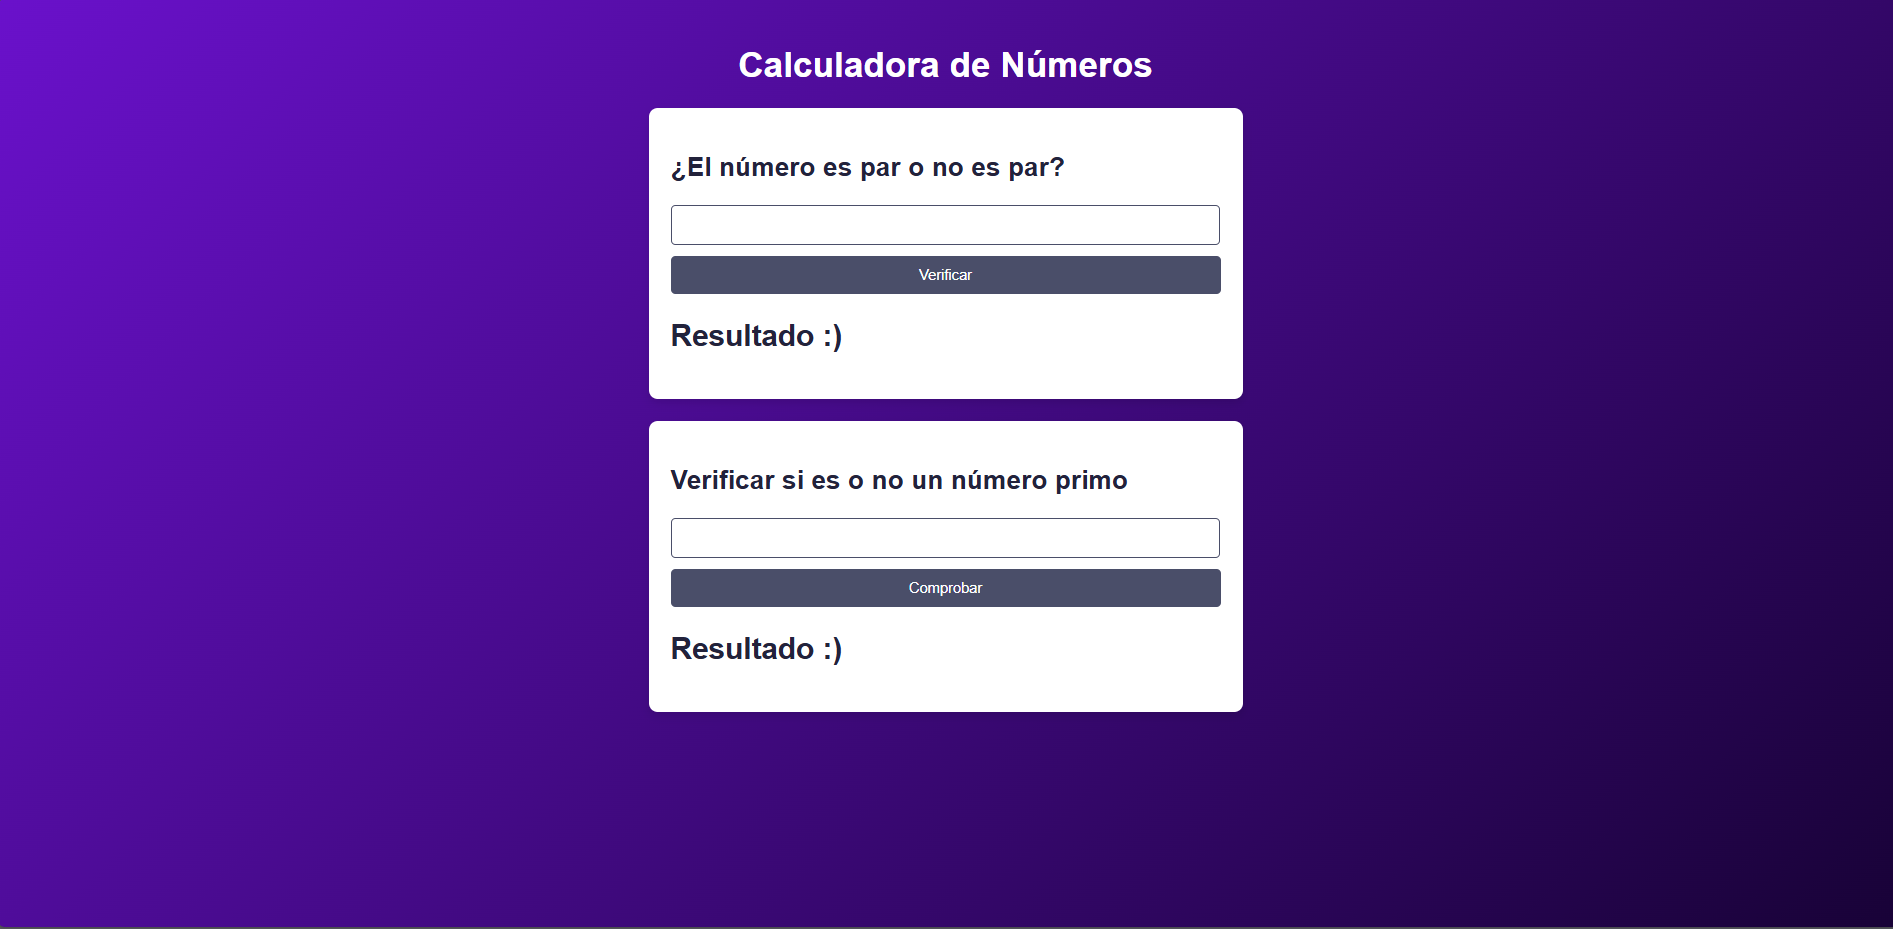 Calculadora de Números
¿El número es par o no es par?
Verificar
Resultado :)
Verificar si es o no un número primo
Comprobar
Resultado :)